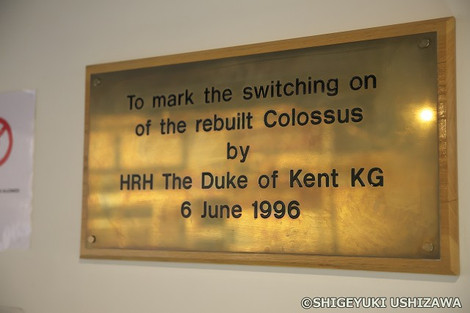 To mark the switching on
of the rebuilt Colossus
by
HRH The Duke of Kent KG
6 June 1996
©SHIGEYUKI USHIZAWA